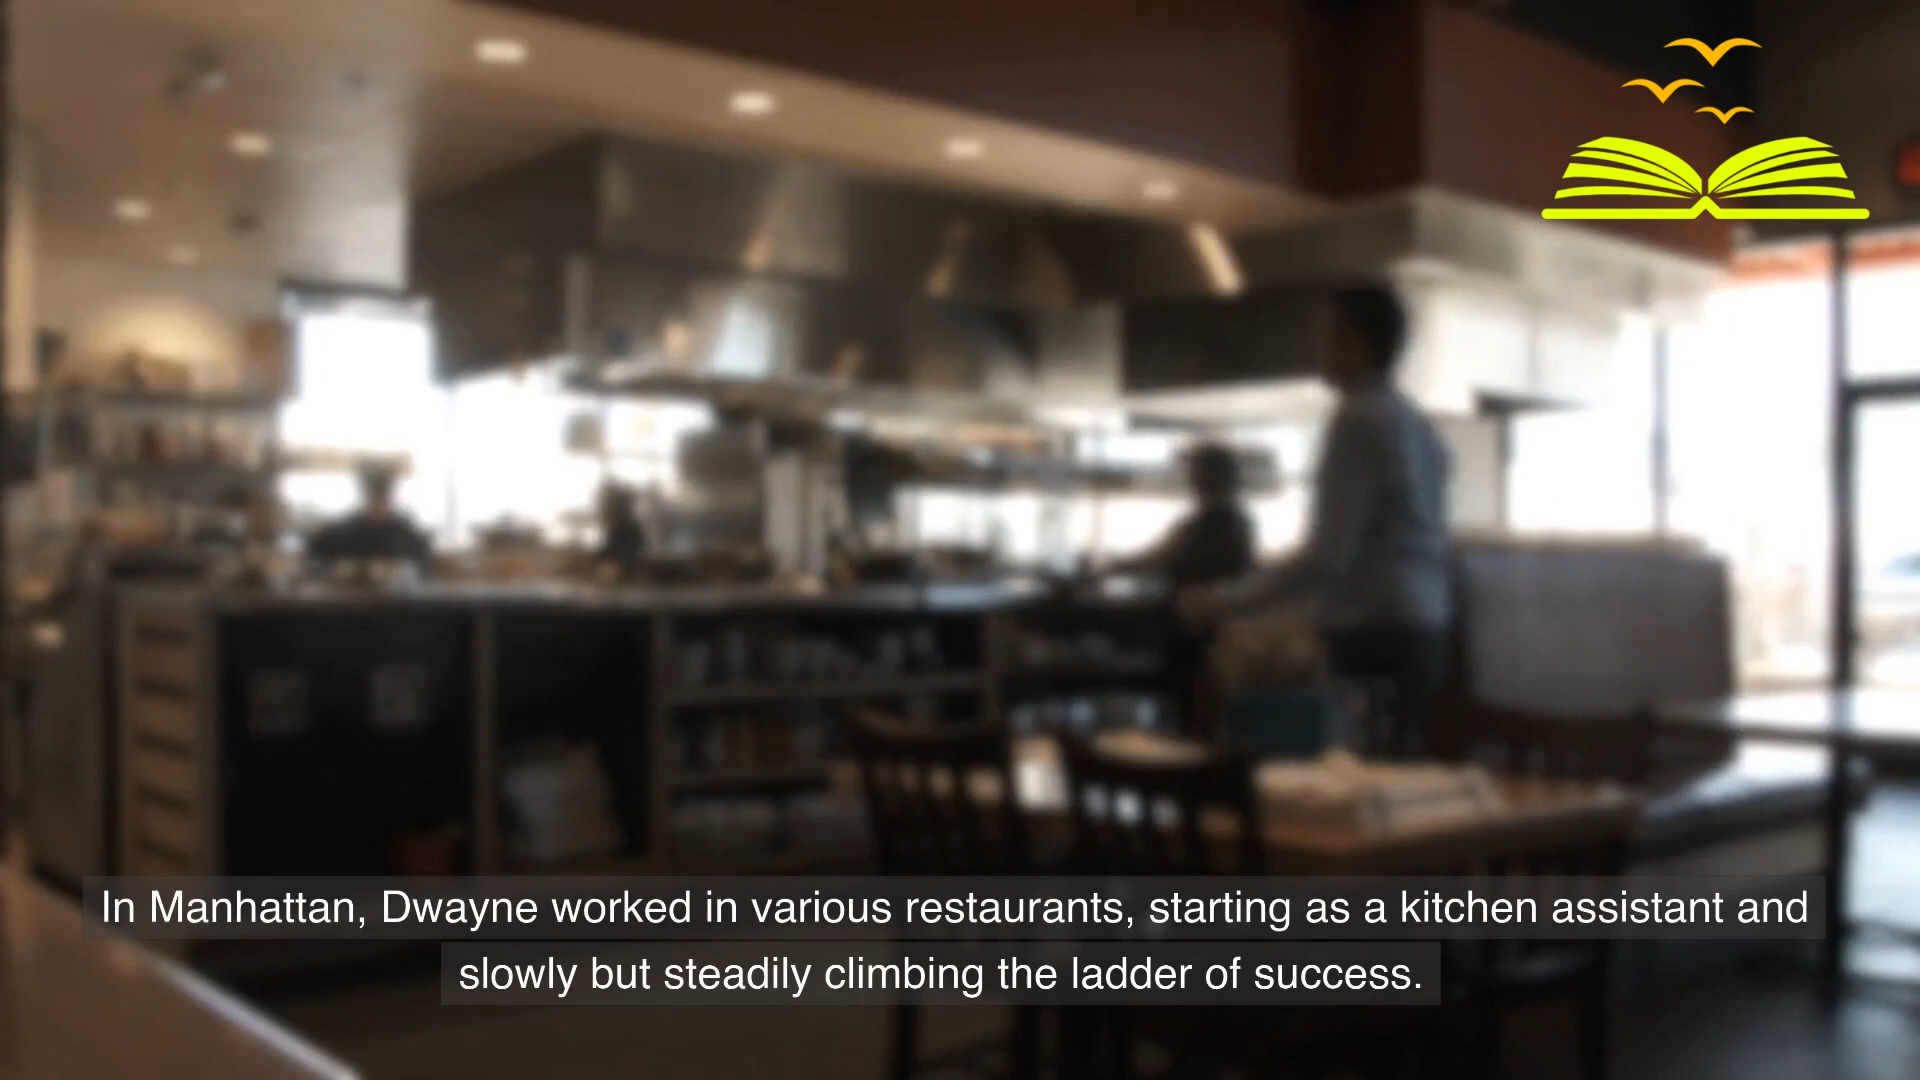 In Manhattan, Dwayne worked in various restaurants, starting as a kitchen assistant and
slowly but steadily climbing the ladder of success.